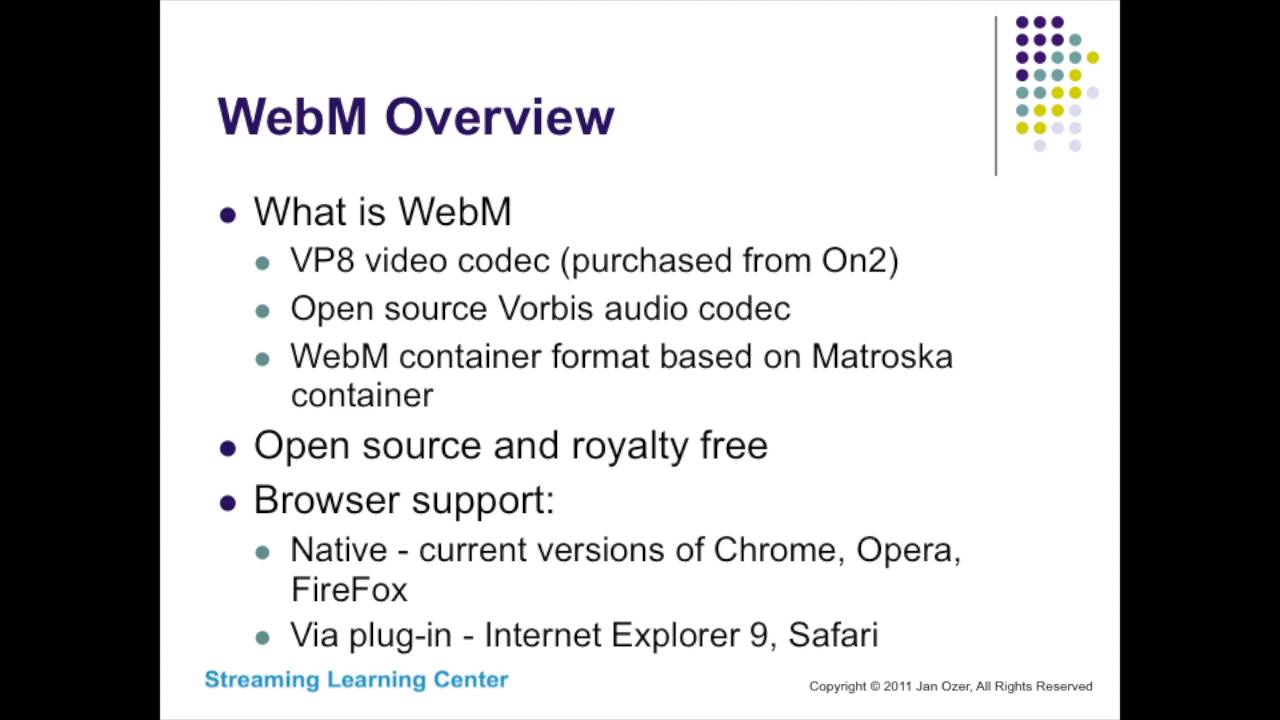 WebM Overview
What is WebM
VP8 video codec (purchased from On2)
Open source Vorbis audio codec
WebM container format based on Matroska
container
Open source and royalty free
Browser support:
Native - current versions of Chrome, Opera,
FireFox
Via plug-in - Internet Explorer 9, Safari
Streaming Learning Center
Copyright © 2011 Jan Ozer, All Rights Reserved